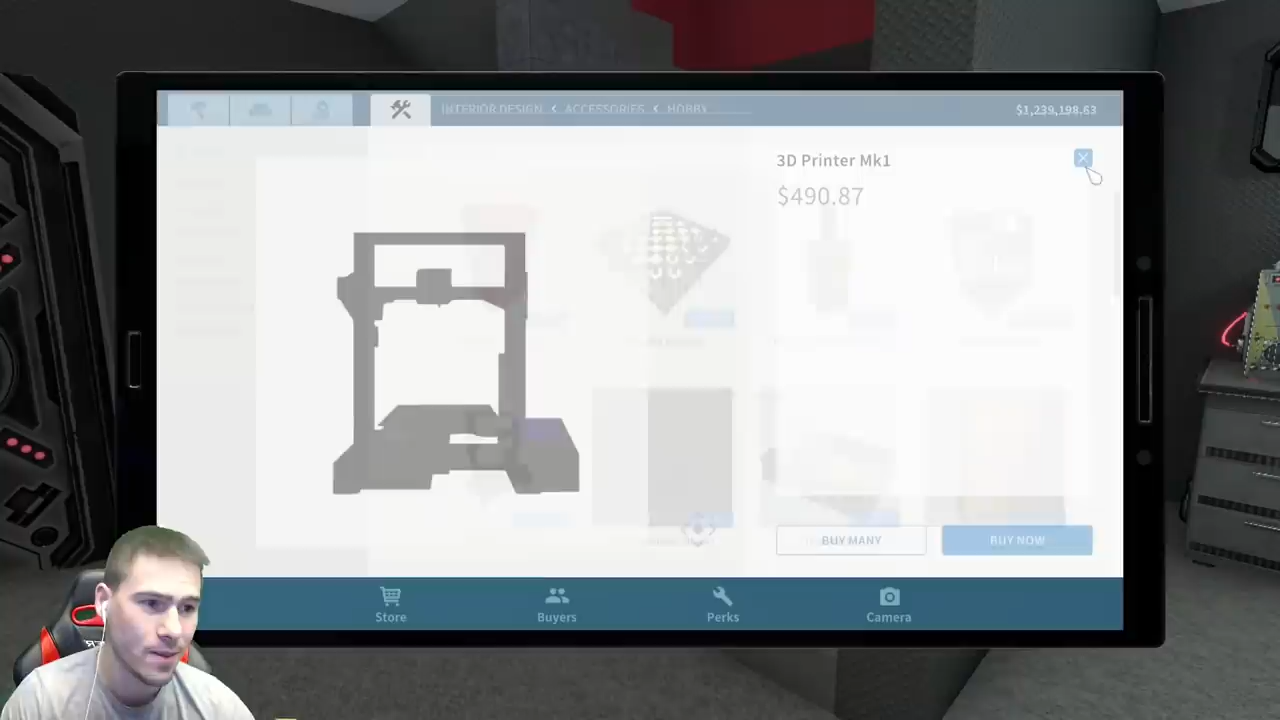 INTERIOR DESIGN < ACCESSORIES < HOBBY
$1,239,198.63
3D Printer Mk1
$490.87
BUY MANY
BUY NOW
Store
Buyers
Perks
Camera